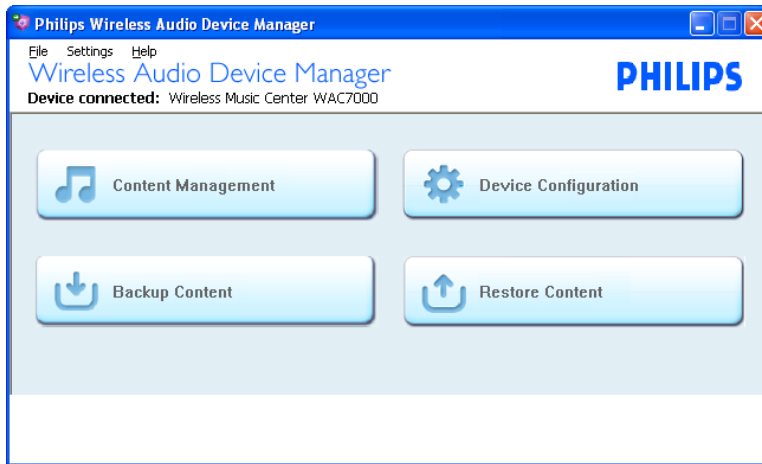 Philips Wireless Audio Device Manager
File Settings Help
Wireless Audio Device Manager
PHILIPS
Device connected: Wireless Music Center WAC7000
Content Management
Device Configuration
Backup Content
Restore Content